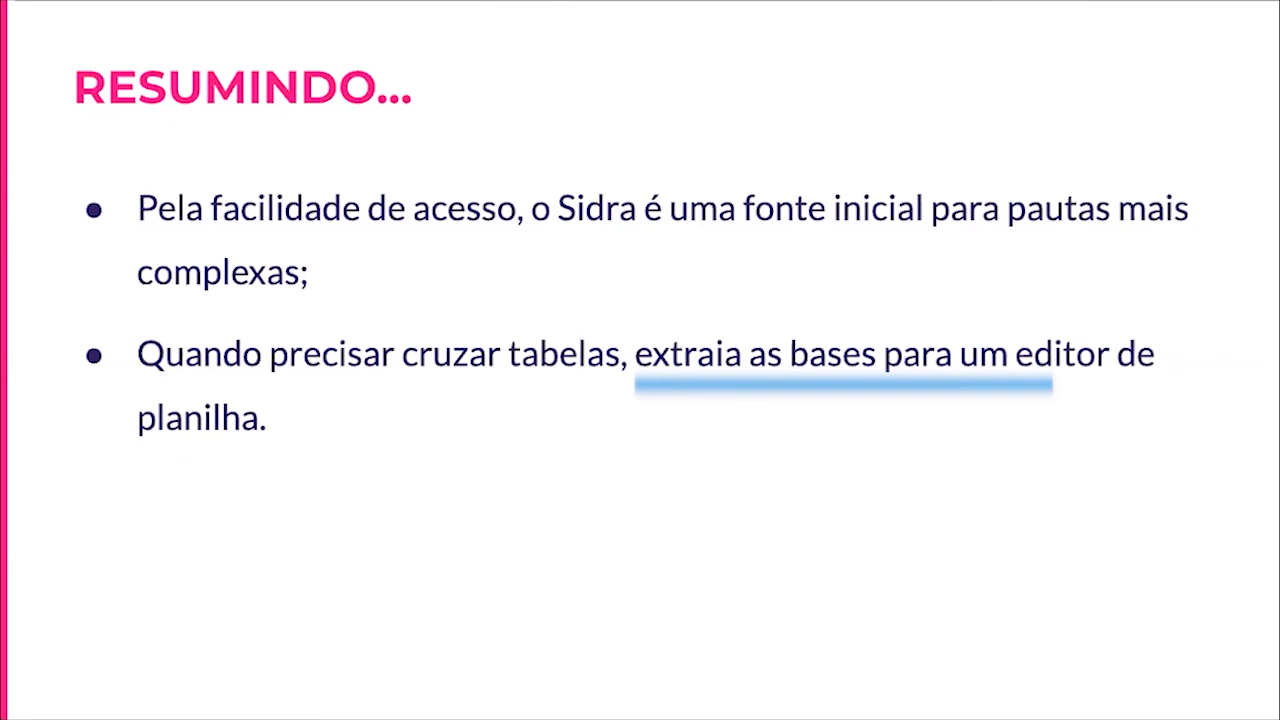 RESUMINDO...
● Pela facilidade de acesso, o Sidra é uma fonte inicial para pautas mais
complexas;
● Quando precisar cruzar tabelas, extraia as bases para um editor de
planilha.